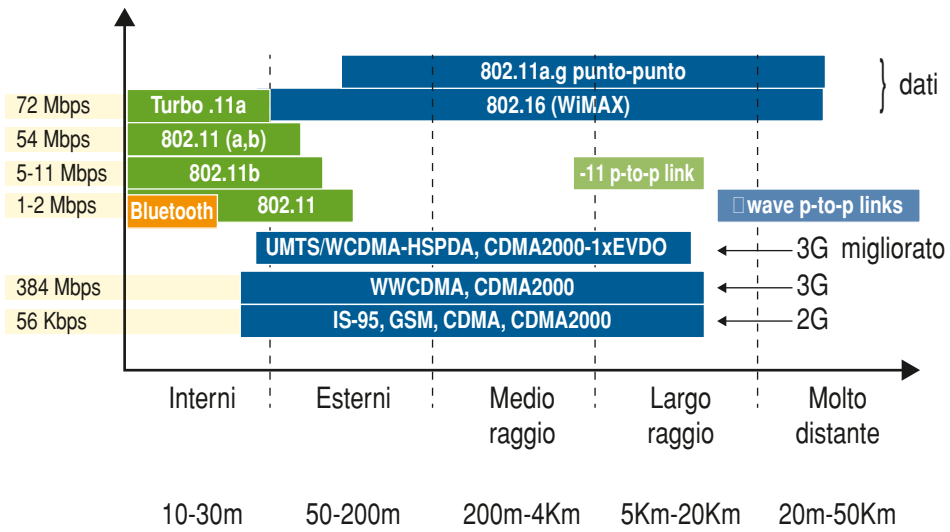 802.11a.g punto-punto
dati
72 Mbps
Turbo .11a
802.16 (WiMAX)
54 Mbps
802.11 (a,b)
5-11 Mbps
802.11b
-11 p-to-p link
1-2 Mbps
Bluetooth
802.11
wave p-to-p links
UMTS/WCDMA-HSPDA, CDMA2000-1xEVDO
3G migliorato
384 Mbps
WWCDMA, CDMA2000
3G
56 Kbps
IS-95, GSM, CDMA, CDMA2000
2G
Interni
Esterni
Medio
raggio
Largo
raggio
Molto
distante
10-30m
50-200m
200m-4Km
5Km-20Km
20m-50Km